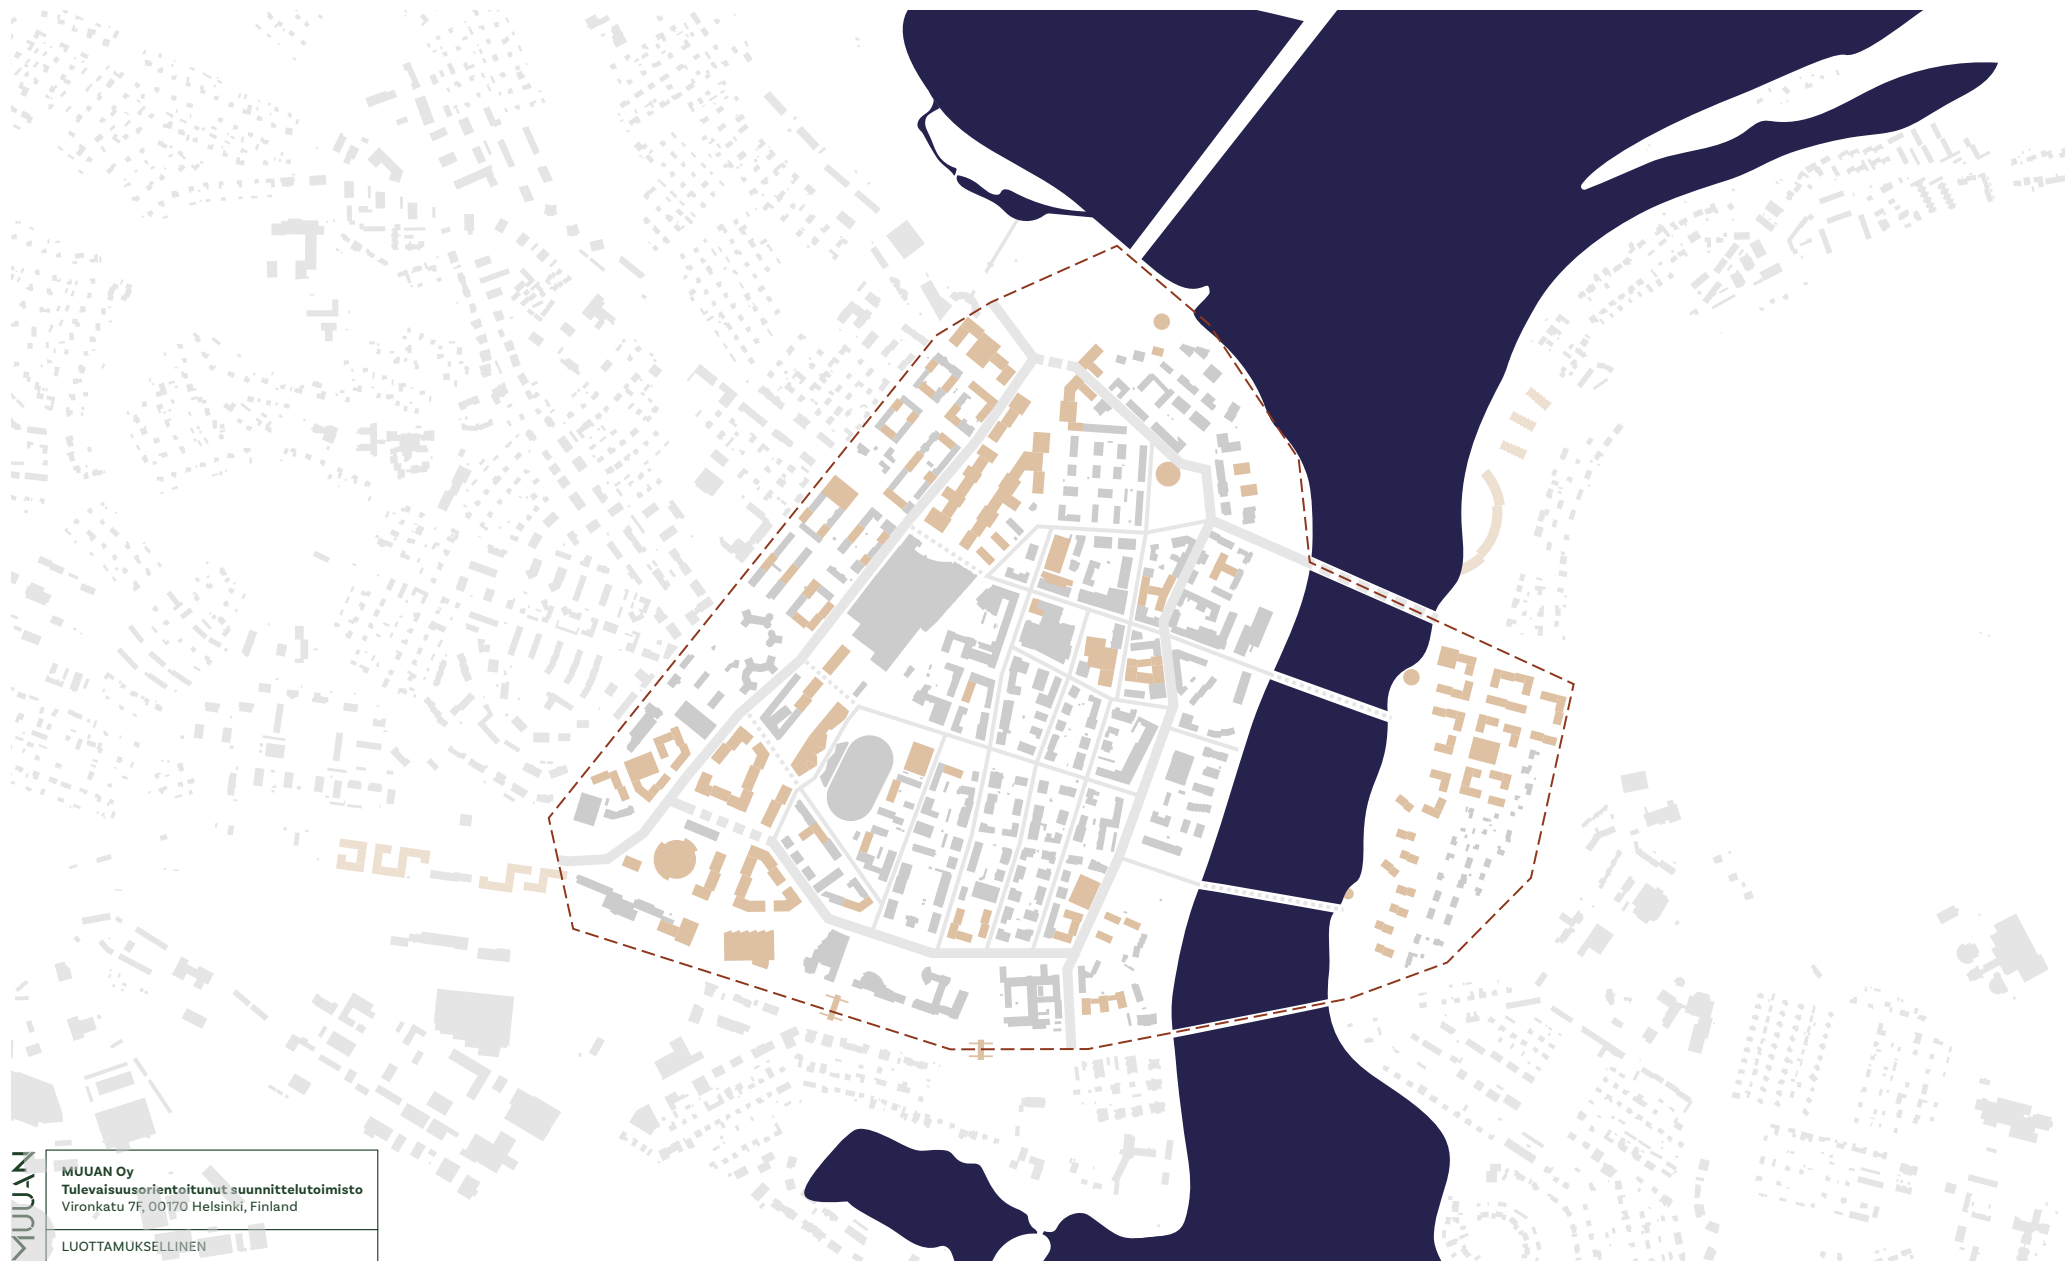 MUUAN
MUUAN Oy
Tulevaisuusorientoitunut suunnittelutoimisto
Vironkatu 7F, 00170 Helsinki, Finland
LUOTTAMUKSELLINEN